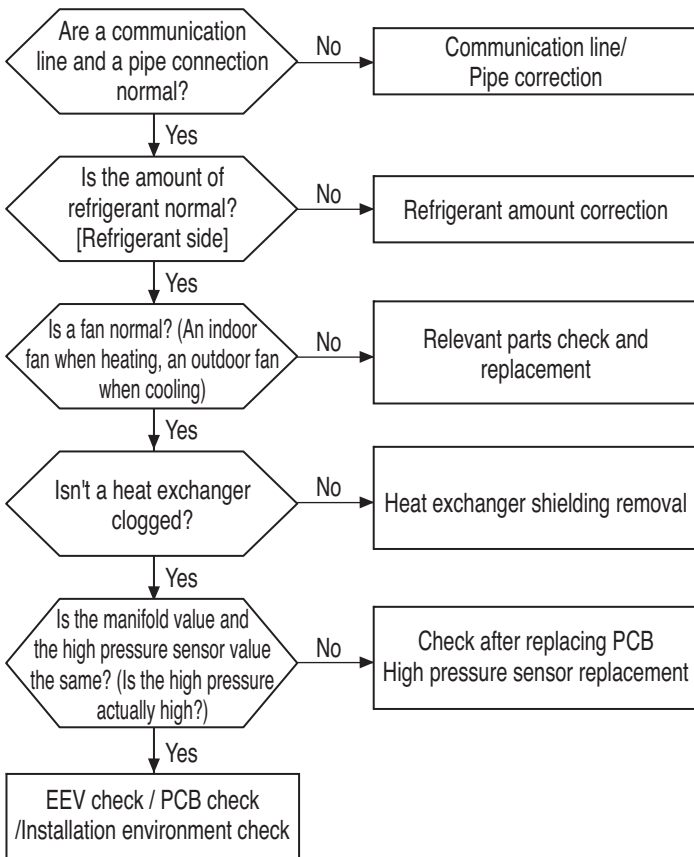 Are a communication
line and a pipe connection
normal?
No
Communication line/
Pipe correction
Yes
Is the amount of
refrigerant normal?
[Refrigerant side]
No
Refrigerant amount correction
Yes
Is a fan normal? (An indoor
fan when heating, an outdoor fan
when cooling)
No
Relevant parts check and
replacement
Yes
Isn't a heat exchanger
clogged?
No
Heat exchanger shielding removal
Yes
Is the manifold value and
the high pressure sensor value
the same? (Is the high pressure
actually high?)
No
Check after replacing PCB
High pressure sensor replacement
Yes
EEV check / PCB check
/Installation environment check